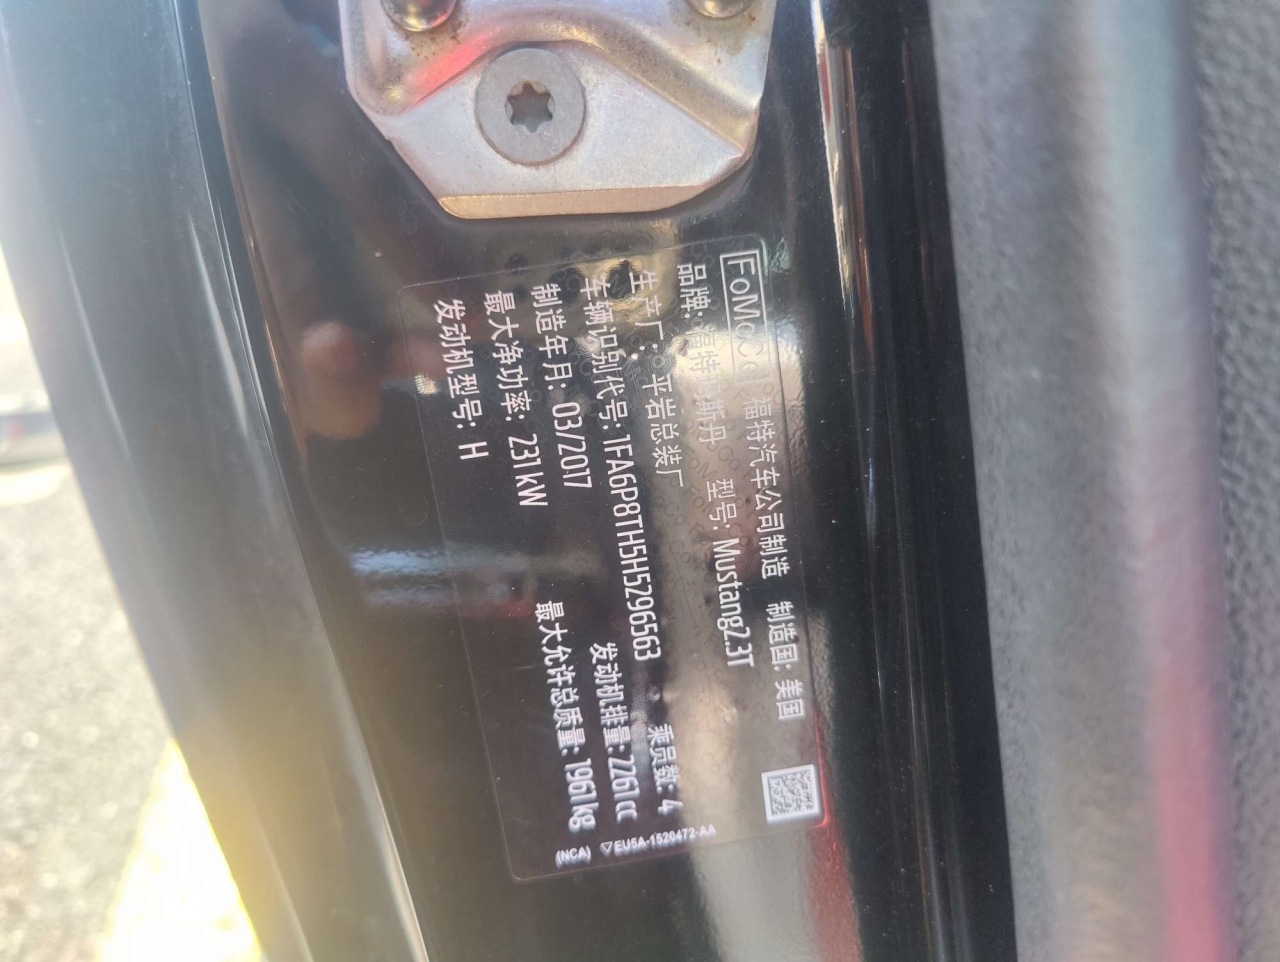 FoMoCo 福特汽车公司制造 制造国: 美国
品牌: 福特野斯丹 型号: Mustang2.3T
生产厂: 平岩总装厂
乘员数: 4
车辆识别代号: 1FA6P8TH5H5296563
发动机排量: 2261cc
制造年月: 03/2017
最大允许总质量: 1961kg
最大净功率: 231kW
发动机型号: H
EU5A-1520472-AA
(NCA)